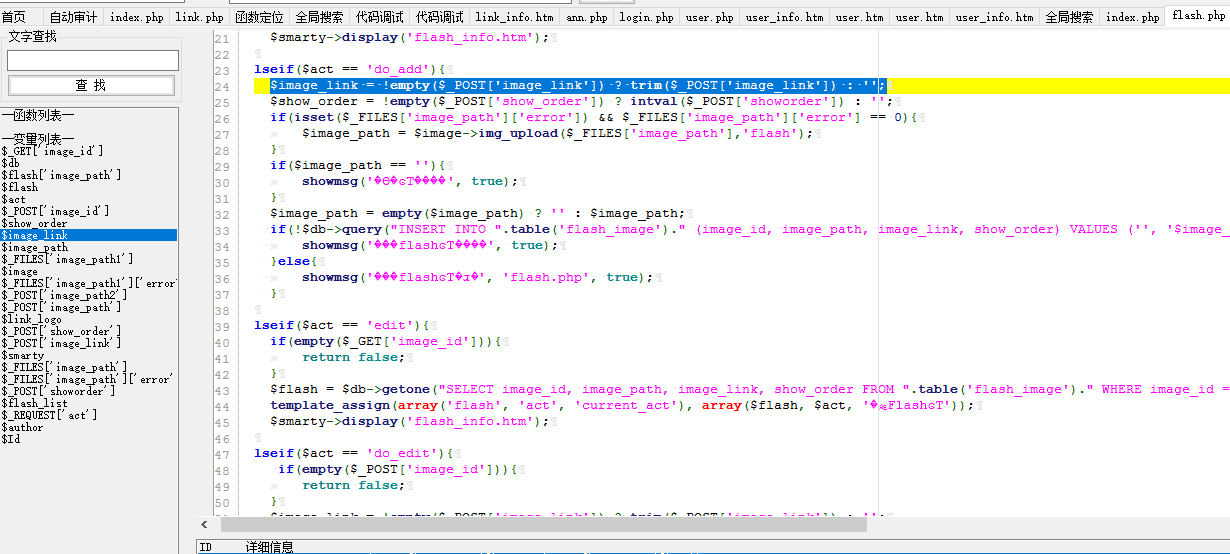 首页 自动审计 index.php link.php 函数定位 全局搜索 代码调试 代码调试 link_info.htm ann.php login.php user.php user_info.htm user.htm user.htm user_info.htm 全局搜索 index.php flash.php
文字查找
查 找
函数列表
变量列表
$_GET['image_id']
$db
$flash['image_path']
$flash
$act
$_POST['image_id']
$show_order
$image_link
$image_path
$_FILES['image_path1']
$image
$_FILES['image_path1']['error'
$_POST['image_path2']
$_POST['image_path']
$link_logo
$_POST['show_order']
$_POST['image_link']
$smarty
$_FILES['image_path']
$_FILES['image_path']['error'
$_POST['showorder']
$flash_list
$_REQUEST['act']
$author
$Id
21 $smarty->display('flash_info.htm');
22
23 lseif($act == 'do_add'){
24 $image_link = !empty($_POST['image_link']) ? trim($_POST['image_link']) : '';
25 $show_order = !empty($_POST['show_order']) ? intval($_POST['showorder']) : '';
26 if(isset($_FILES['image_path']['error']) && $_FILES['image_path']['error'] == 0){
27 $image_path = $image->img_upload($_FILES['image_path'],'flash');
28 }
29 if($image_path == ''){
30 showmsg('', true);
31 }
32 $image_path = empty($image_path) ? '' : $image_path;
33 if(!$db->query("INSERT INTO ".table('flash_image')." (image_id, image_path, image_link, show_order) VALUES ('', '$image_
34 showmsg('���flash', true);
35 }else{
36 showmsg('���flash', 'flash.php', true);
37 }
38
39 lseif($act == 'edit'){
40 if(empty($_GET['image_id'])){
41 return false;
42 }
43 $flash = $db->getone("SELECT image_id, image_path, image_link, show_order FROM ".table('flash_image')." WHERE image_id =
44 template_assign(array('flash', 'act', 'current_act'), array($flash, $act, 'Flash'));
45 $smarty->display('flash_info.htm');
46
47 lseif($act == 'do_edit'){
48 if(empty($_POST['image_id'])){
49 return false;
50 }
ID 详细信息